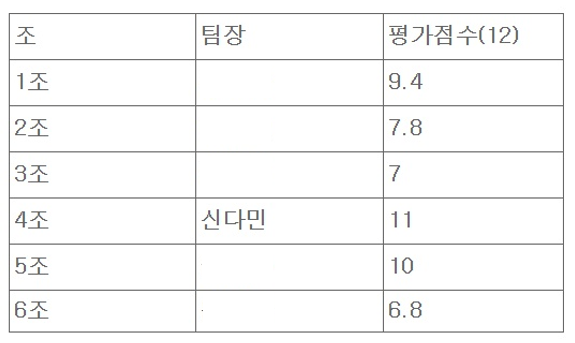 조 팀장 평가점수(12)
1조 9.4
2조 7.8
3조 7
4조 신다민 11
5조 10
6조 6.8